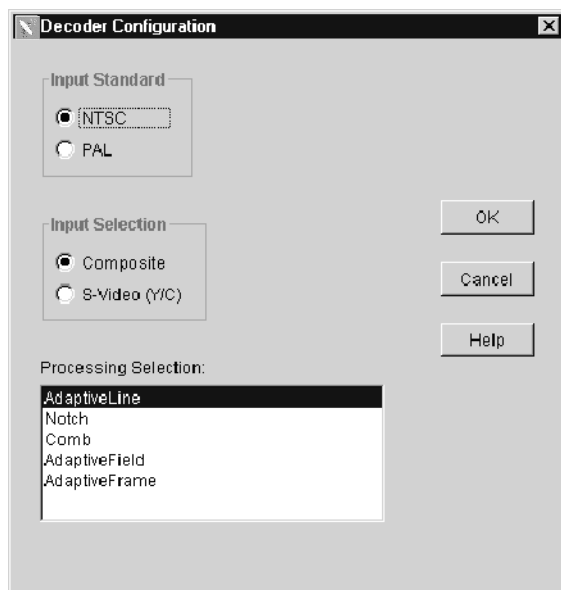 Decoder Configuration
Input Standard
NTSC
PAL
Input Selection
Composite
S-Video (Y/C)
OK
Cancel
Help
Processing Selection:
AdaptiveLine
Notch
Comb
AdaptiveField
AdaptiveFrame